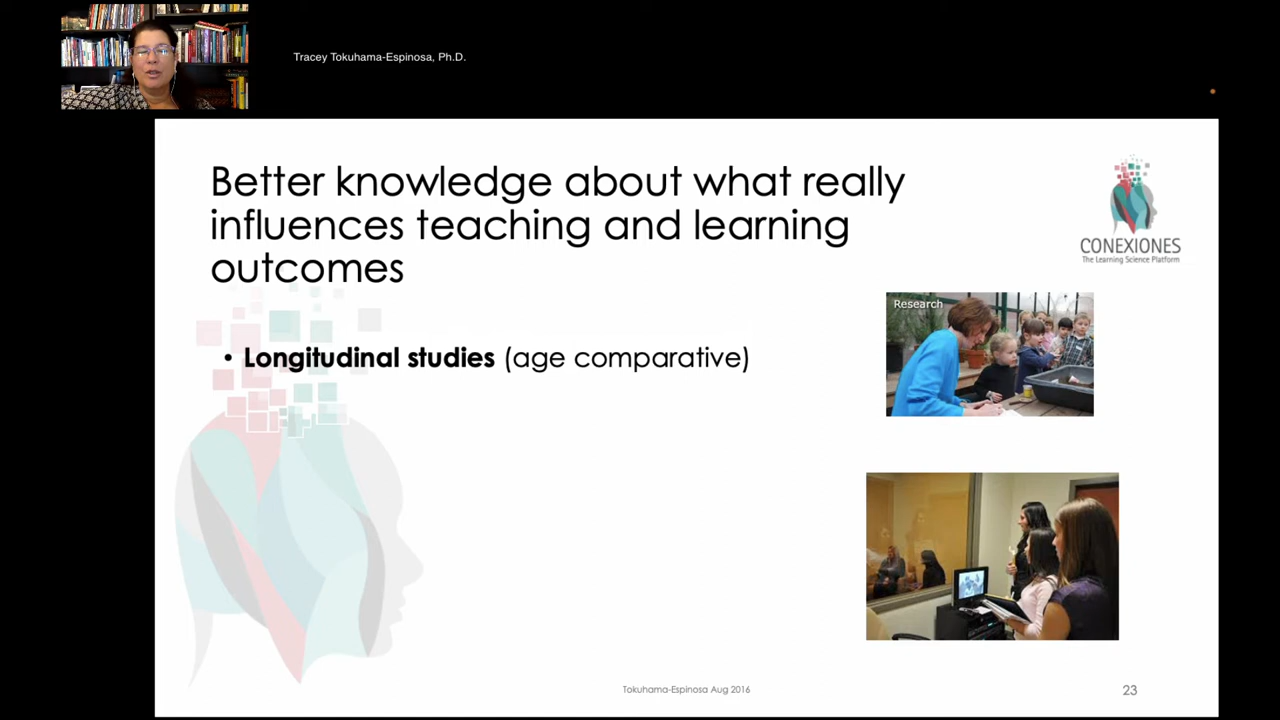 Tracey Tokuhama-Espinosa, Ph.D.
Better knowledge about what really
influences teaching and learning
outcomes
CONEXIONES
The Learning Science Platform
Research
• Longitudinal studies (age comparative)
Tokuhama-Espinosa Aug 2016
23